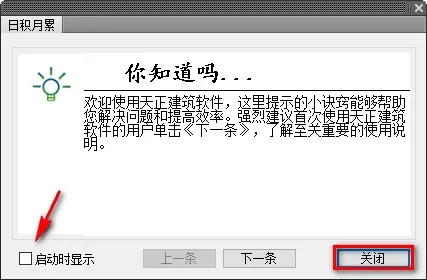 日积月累
你知道吗...
欢迎使用天正建筑软件，这里提示的小诀窍能够帮助
您解决问题和提高效率。强烈建议首次使用天正建筑
软件的用户单击《下一条》，了解至关重要的使用说
明。
启动时显示
上一条
下一条
关闭